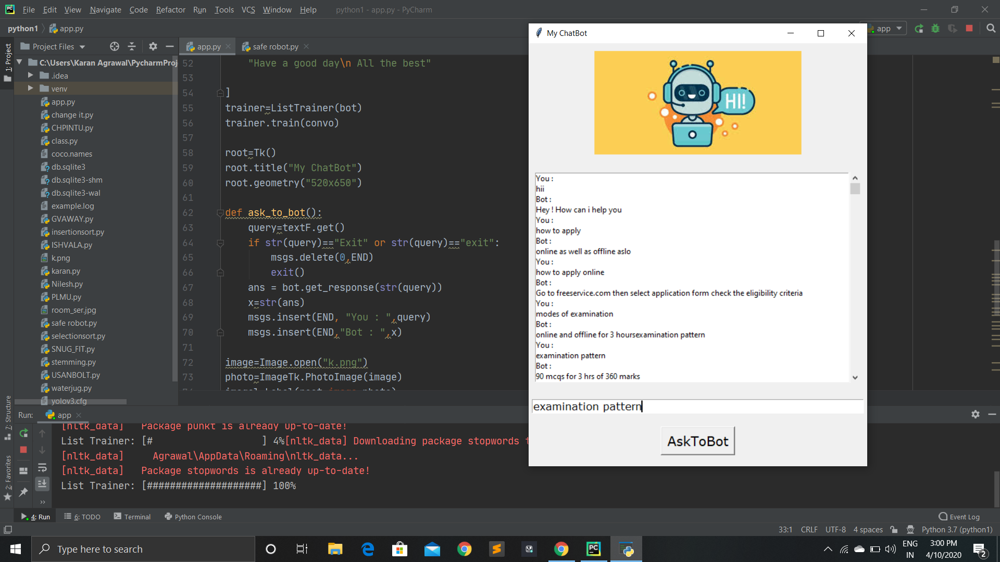 File Edit View Navigate Code Refactor Run Tools VCS Window Help python1 - app.py - PyCharm
python1 app.py
app
1: Project
Project Files
app.py safe robot.py
C:\Users\Karan Agrawal\PycharmProj
.idea
venv
app.py
change it.py
CHPINTU.py
class.py
coco.names
db.sqlite3
db.sqlite3-shm
db.sqlite3-wal
example.log
GVAWAY.py
insertionsort.py
ISHVALA.py
k.png
karan.py
Nilesh.py
PLMU.py
room_ser.jpg
safe robot.py
selectionsort.py
SNUG_FIT.py
stemming.py
USANBOLT.py
waterjug.py
yolov3.cfg
52 "Have a good day\n All the best"
53
54 ]
55 trainer=ListTrainer(bot)
56 trainer.train(convo)
57
58 root=Tk()
59 root.title("My ChatBot")
60 root.geometry("520x650")
61
62 def ask_to_bot():
63 query=textF.get()
64 if str(query)=="Exit" or str(query)=="exit":
65 msgs.delete(0,END)
66 exit()
67 ans = bot.get_response(str(query))
68 x=str(ans)
69 msgs.insert(END, "You : ",query)
70 msgs.insert(END,"Bot : ",x)
71
72 image=Image.open("k.png")
73 photo=ImageTk.PhotoImage(image)
My ChatBot
HI!
You :
hii
Bot :
Hey ! How can i help you
You :
how to apply
Bot :
online as well as offline aslo
You :
how to apply online
Bot :
Go to freeservice.com then select application form check the eligibility criteria
You :
modes of examination
Bot :
online and offline for 3 hoursexamination pattern
You :
examination pattern
Bot :
90 mcqs for 3 hrs of 360 marks
examination pattern
AskToBot
7: Structure
2: Favorites
Run: app
[nltk_data] Package punkt is already up-to-date!
List Trainer: [# ] 4%[nltk_data] Downloading package stopwords
[nltk_data] Agrawal\AppData\Roaming\nltk_data...
[nltk_data] Package stopwords is already up-to-date!
List Trainer: [####################] 100%
4: Run 6: TODO Terminal Python Console Event Log
33:1 CRLF UTF-8 4 spaces Python 3.7 (python1)
Type here to search
ENG
IN
3:00 PM
4/10/2020
2